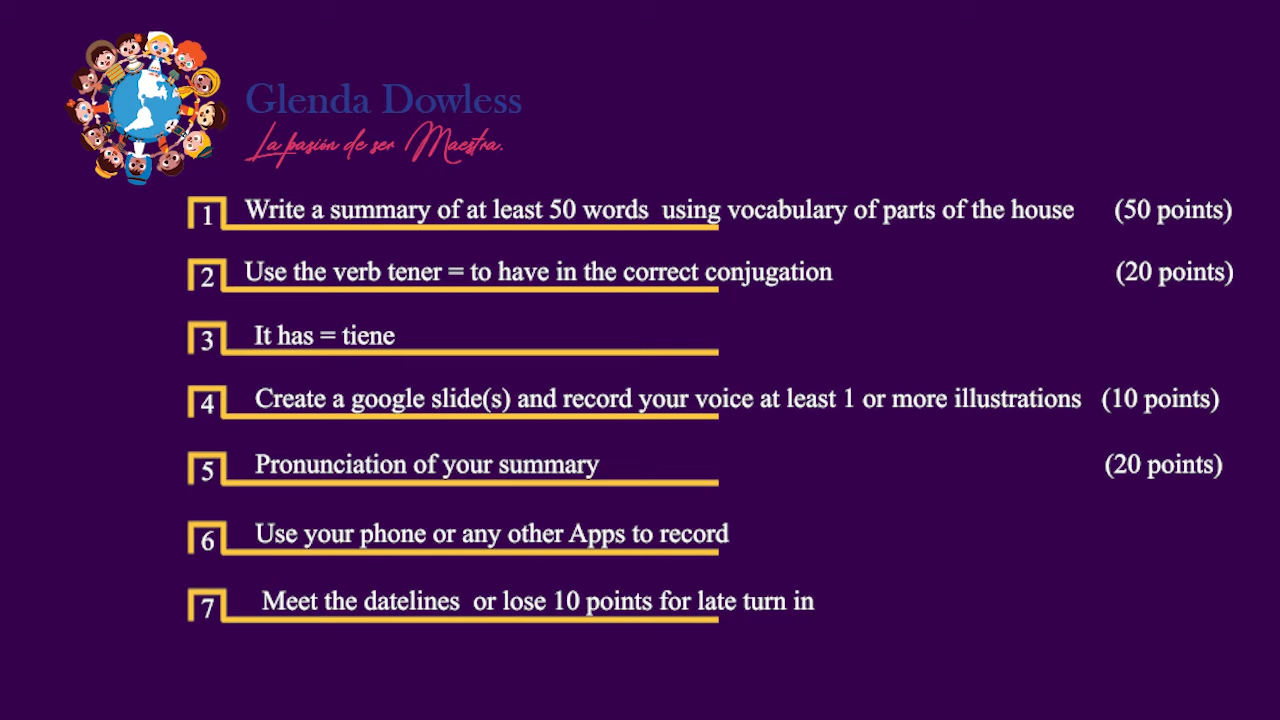 Glenda Dowless
La pasión de ser Maestra.
1 Write a summary of at least 50 words using vocabulary of parts of the house (50 points)
2 Use the verb tener = to have in the correct conjugation (20 points)
3 It has = tiene
4 Create a google slide(s) and record your voice at least 1 or more illustrations (10 points)
5 Pronunciation of your summary (20 points)
6 Use your phone or any other Apps to record
7 Meet the datelines or lose 10 points for late turn in